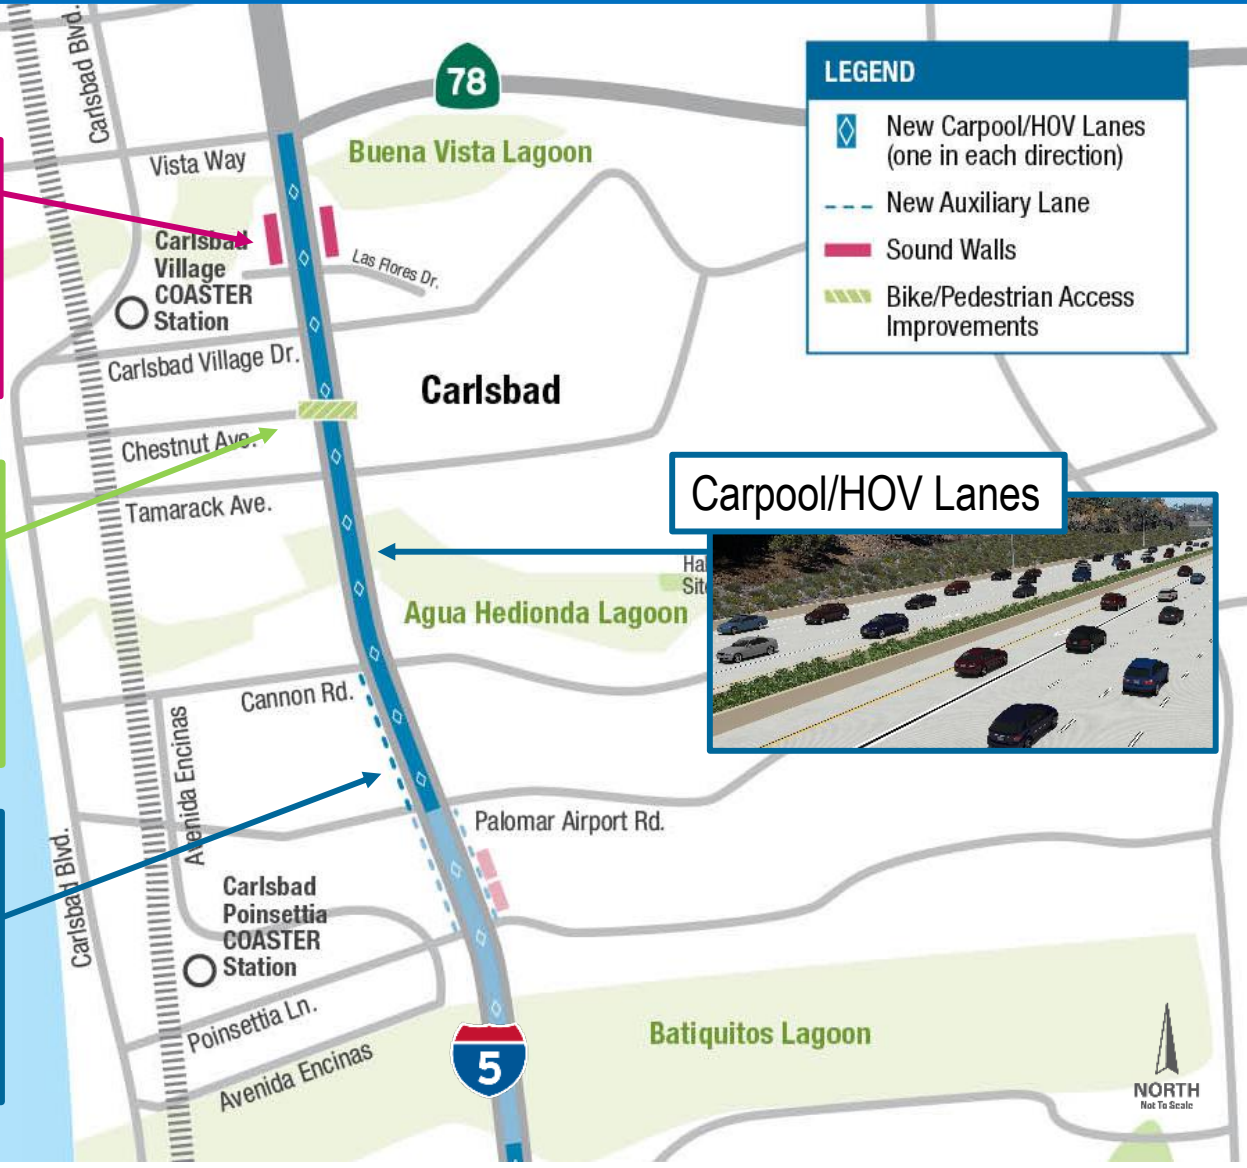 Carlsbad Blvd.
78
Vista Way
Buena Vista Lagoon
LEGEND
New Carpool/HOV Lanes
(one in each direction)
New Auxiliary Lane
Sound Walls
Bike/Pedestrian Access
Improvements
Carlsbad
Village
COASTER
Station
Las Flores Dr.
Carlsbad Village Dr.
Carlsbad
Chestnut Ave.
Tamarack Ave.
Carpool/HOV Lanes
Agua Hedionda Lagoon
Cannon Rd.
Avenida Encinas
Palomar Airport Rd.
Carlsbad Blvd.
Carlsbad
Poinsettia
COASTER
Station
Poinsettia Ln.
Avenida Encinas
5
Batiquitos Lagoon
NORTH
Not To Scale